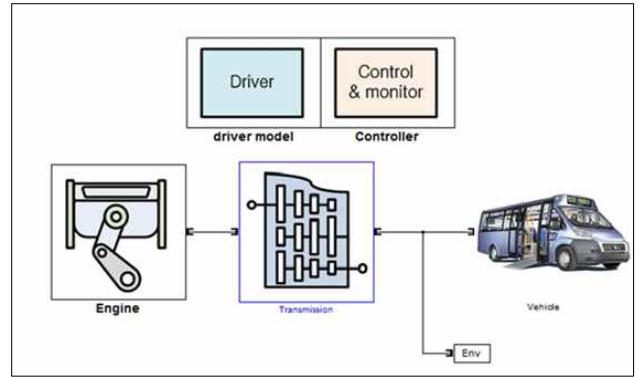 Driver
Control
& monitor
driver model
Controller
Engine
Transmission
Vehicle
Env